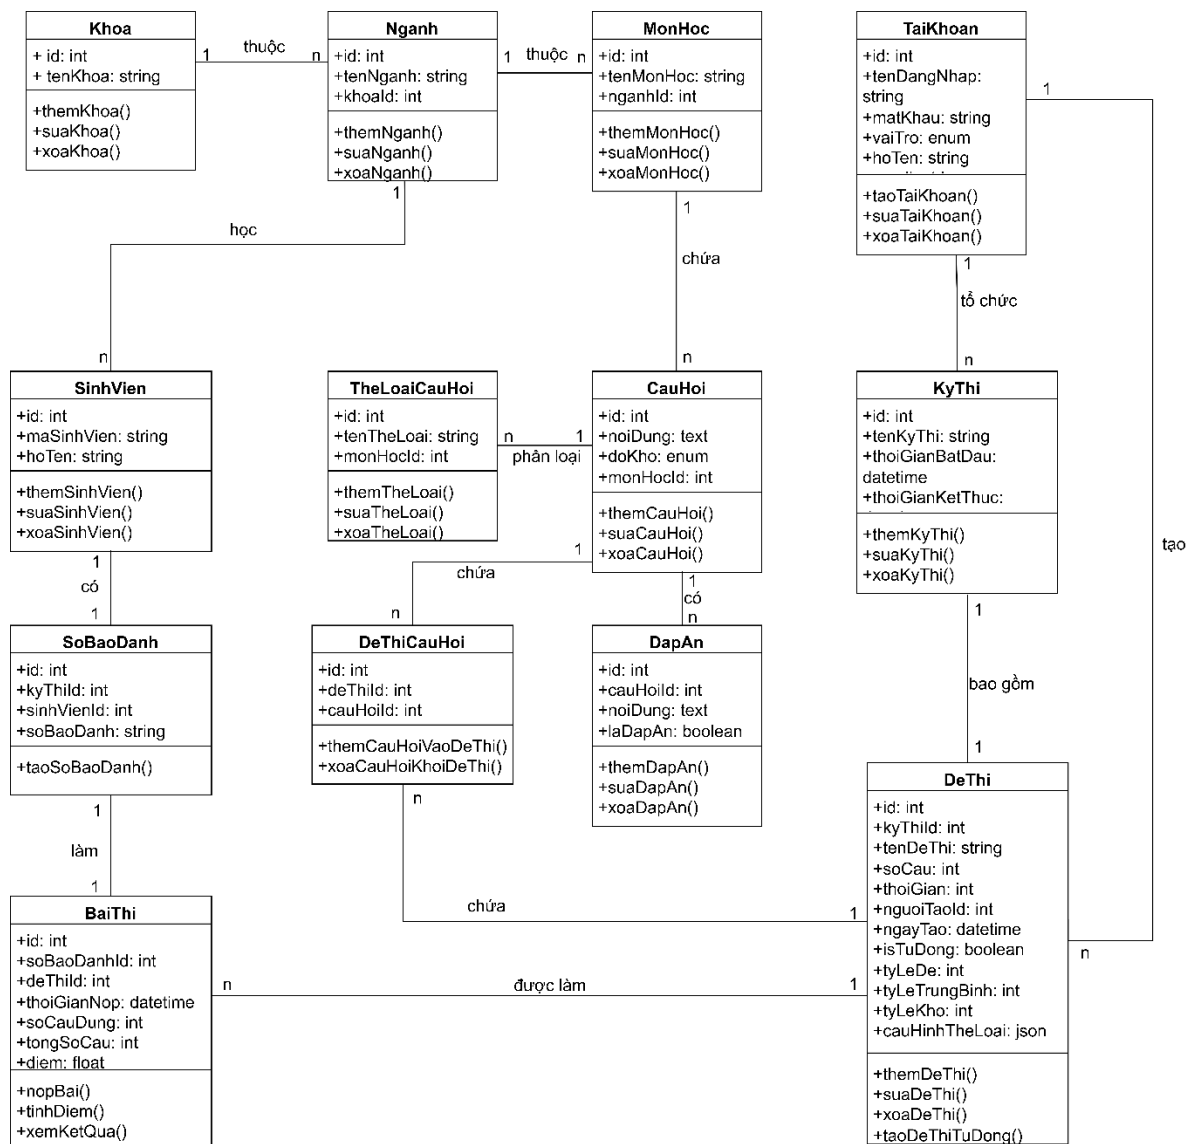 Khoa
+ id: int
+ tenKhoa: string
+themKhoa()
+suaKhoa()
+xoaKhoa()
1
thuộc
n
Nganh
+id: int
+tenNganh: string
+khoaId: int
+themNganh()
+suaNganh()
+xoaNganh()
1
thuộc
n
MonHoc
+id: int
+tenMonHoc: string
+nganhId: int
+themMonHoc()
+suaMonHoc()
+xoaMonHoc()
TaiKhoan
+id: int
+tenDangNhap:
string
+matKhau: string
+vaiTro: enum
+hoTen: string
+taoTaiKhoan()
+suaTaiKhoan()
+xoaTaiKhoan()
1
1
học
n
1
chứa
n
1
tổ chức
n
SinhVien
+id: int
+maSinhVien: string
+hoTen: string
+themSinhVien()
+suaSinhVien()
+xoaSinhVien()
TheLoaiCauHoi
+id: int
+tenTheLoai: string
+monHocId: int
+themTheLoai()
+suaTheLoai()
+xoaTheLoai()
n
1
phân loại
CauHoi
+id: int
+noiDung: text
+doKho: enum
+monHocId: int
+themCauHoi()
+suaCauHoi()
+xoaCauHoi()
KyThi
+id: int
+tenKyThi: string
+thoiGianBatDau:
datetime
+thoiGianKetThuc:
+themKyThi()
+suaKyThi()
+xoaKyThi()
tạo
1
có
1
1
chứa
n
1
có
n
1
bao gồm
1
SoBaoDanh
+id: int
+kyThiId: int
+sinhVienId: int
+soBaoDanh: string
+taoSoBaoDanh()
DeThiCauHoi
+id: int
+deThiId: int
+cauHoiId: int
+themCauHoiVaoDeThi()
+xoaCauHoiKhoiDeThi()
DapAn
+id: int
+cauHoiId: int
+noiDung: text
+laDapAn: boolean
+themDapAn()
+suaDapAn()
+xoaDapAn()
DeThi
+id: int
+kyThiId: int
+tenDeThi: string
+soCau: int
+thoiGian: int
+nguoiTaoId: int
+ngayTao: datetime
+isTuDong: boolean
+tyLeDe: int
+tyLeTrungBinh: int
+tyLeKho: int
+cauHinhTheLoai: json
+themDeThi()
+suaDeThi()
+xoaDeThi()
+taoDeThiTuDong()
1
làm
1
n
chứa
1
n
BaiThi
+id: int
+soBaoDanhId: int
+deThiId: int
+thoiGianNop: datetime
+soCauDung: int
+tongSoCau: int
+diem: float
+nopBai()
+tinhDiem()
+xemKetQua()
n
được làm
1